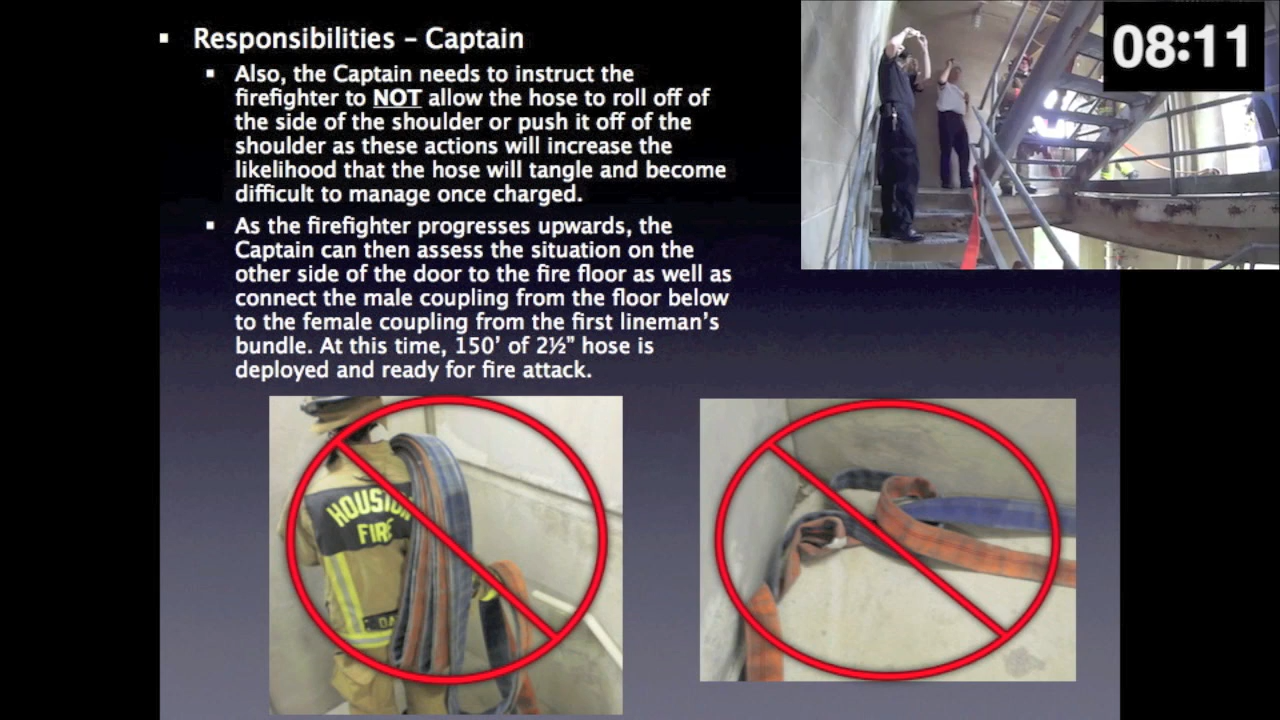 ▪ Responsibilities – Captain
▪ Also, the Captain needs to instruct the
firefighter to NOT allow the hose to roll off of
the side of the shoulder or push it off of the
shoulder as these actions will increase the
likelihood that the hose will tangle and become
difficult to manage once charged.
▪ As the firefighter progresses upwards, the
Captain can then assess the situation on the
other side of the door to the fire floor as well as
connect the male coupling from the floor below
to the female coupling from the first lineman's
bundle. At this time, 150' of 2½" hose is
deployed and ready for fire attack.
08:11
HOUSTON
FIRE